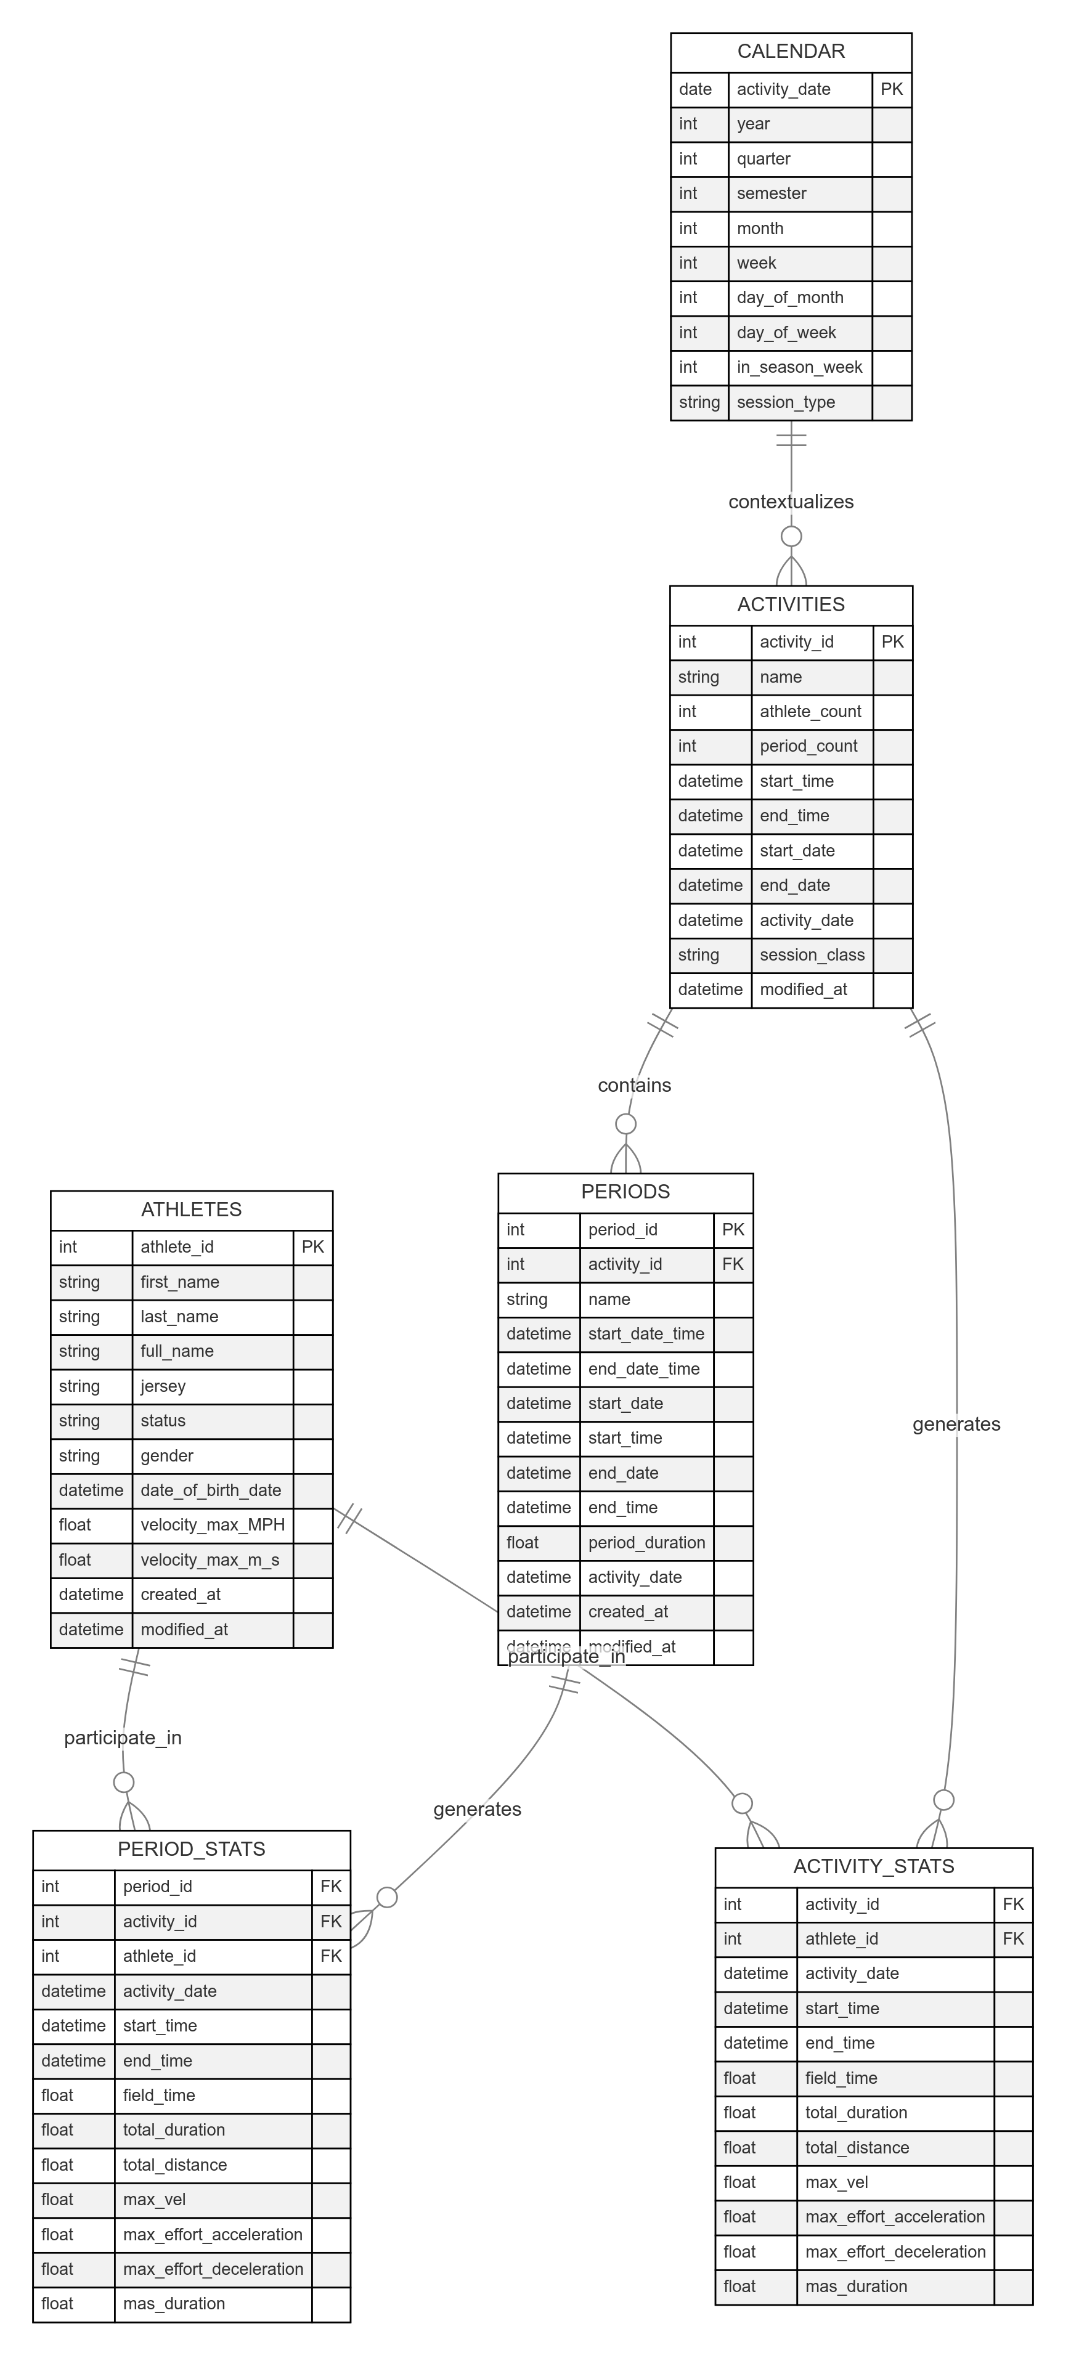 CALENDAR
date activity_date PK
int year
int quarter
int semester
int month
int week
int day_of_month
int day_of_week
int in_season_week
string session_type
contextualizes
ACTIVITIES
int activity_id PK
string name
int athlete_count
int period_count
datetime start_time
datetime end_time
datetime start_date
datetime end_date
datetime activity_date
string session_class
datetime modified_at
contains
generates
ATHLETES
int athlete_id PK
string first_name
string last_name
string full_name
string jersey
string status
string gender
datetime date_of_birth_date
float velocity_max_MPH
float velocity_max_m_s
datetime created_at
datetime modified_at
PERIODS
int period_id PK
int activity_id FK
string name
datetime start_date_time
datetime end_date_time
datetime start_date
datetime start_time
datetime end_date
datetime end_time
float period_duration
datetime activity_date
datetime created_at
datetime modified_at
participate_in
participate_in
generates
PERIOD_STATS
int period_id FK
int activity_id FK
int athlete_id FK
datetime activity_date
datetime start_time
datetime end_time
float field_time
float total_duration
float total_distance
float max_vel
float max_effort_acceleration
float max_effort_deceleration
float mas_duration
ACTIVITY_STATS
int activity_id FK
int athlete_id FK
datetime activity_date
datetime start_time
datetime end_time
float field_time
float total_duration
float total_distance
float max_vel
float max_effort_acceleration
float max_effort_deceleration
float mas_duration